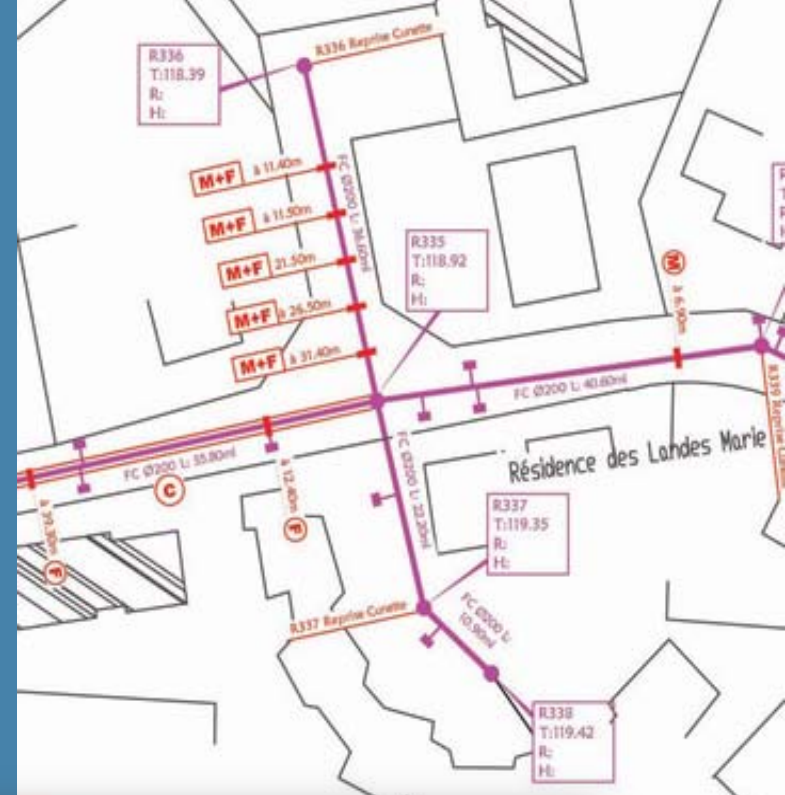 R336
T:118.39
R:
H:
R336 Reprise Cunette
M+F à 11.40m
M+F à 11.50m
M+F 21.50m
M+F à 26.50m
M+F à 31.40m
FC Ø200 L: 36.60ml
R335
T:118.92
R:
H:
M
à 6.90m
FC Ø200 L: 40.60ml
R339 Reprise
FC Ø200 L: 35.80ml
C
à 12.40m
F
à 39.30m
F
FC Ø200 L: 22.20ml
Résidence des Landes Marie
R337
T:119.35
R:
H:
R337 Reprise Cunette
FC Ø200 L:
10.90ml
R338
T:119.42
R:
H: